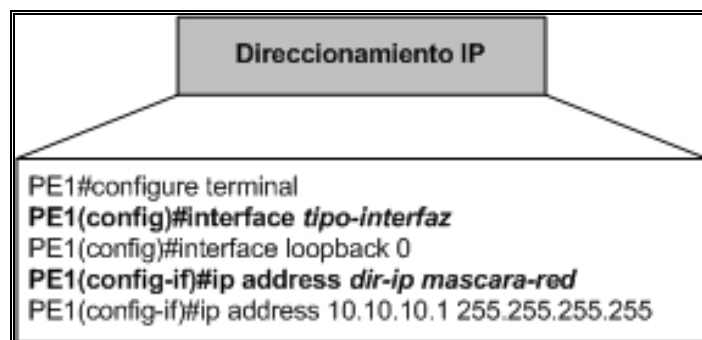 Direccionamiento IP
PE1#configure terminal
PE1(config)#interface tipo-interfaz
PE1(config)#interface loopback 0
PE1(config-if)#ip address dir-ip mascara-red
PE1(config-if)#ip address 10.10.10.1 255.255.255.255